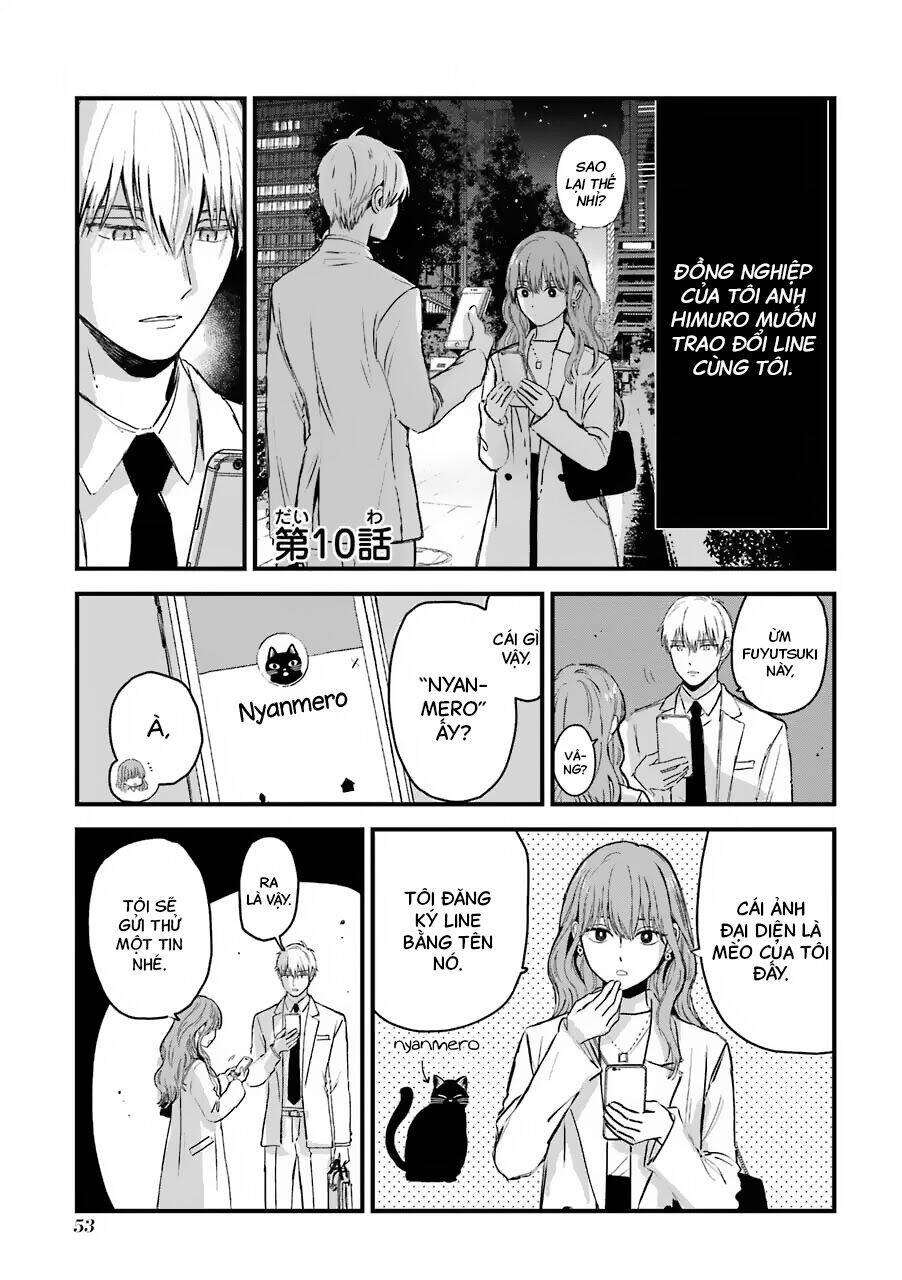 ĐỒNG NGHIỆP
CỦA TÔI ANH
HIMURO MUỐN
TRAO ĐỔI LINE
CÙNG TÔI.
SAO
LẠI THẾ
NHỈ?
だい わ
第10話
ỪM
FUYUTSUKI
NÀY,
VÂ-
NG?
CÁI GÌ
VẬY,
“NYAN-
MERO”
ẤY?
Nyanmero
À,
CÁI ẢNH
ĐẠI DIỆN LÀ
MÈO CỦA TÔI
ĐẤY.
TÔI ĐĂNG
KÝ LINE
BẰNG TÊN
NÓ.
nyanmero
RA
LÀ VẬY.
TÔI SẼ
GỬI THỬ
MỘT TIN
NHÉ.
53